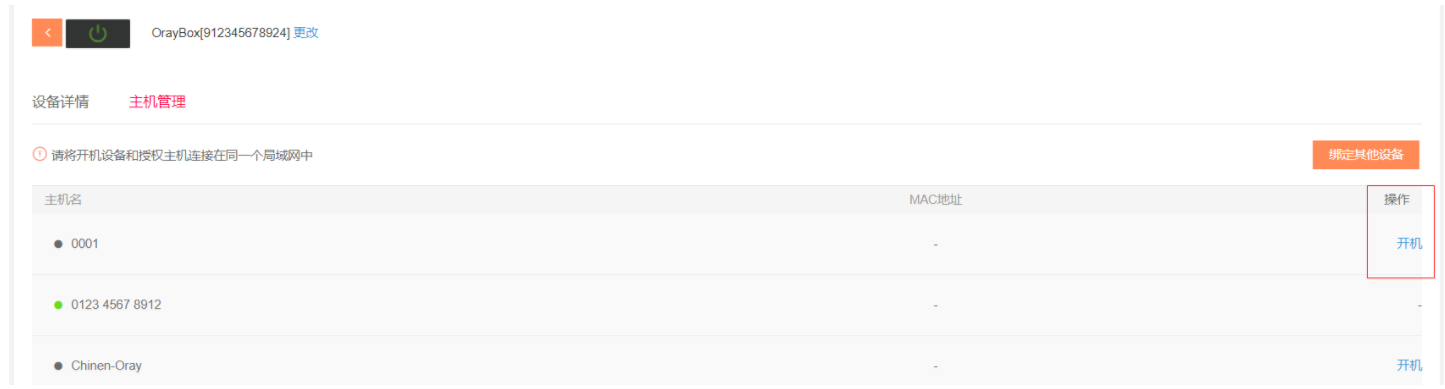 OrayBox[912345678924] 更改
设备详情 主机管理
请将开机设备和授权主机连接在同一个局域网中 绑定其他设备
主机名 MAC地址 操作
0001 - 开机
0123 4567 8912 - -
Chinen-Oray - 开机